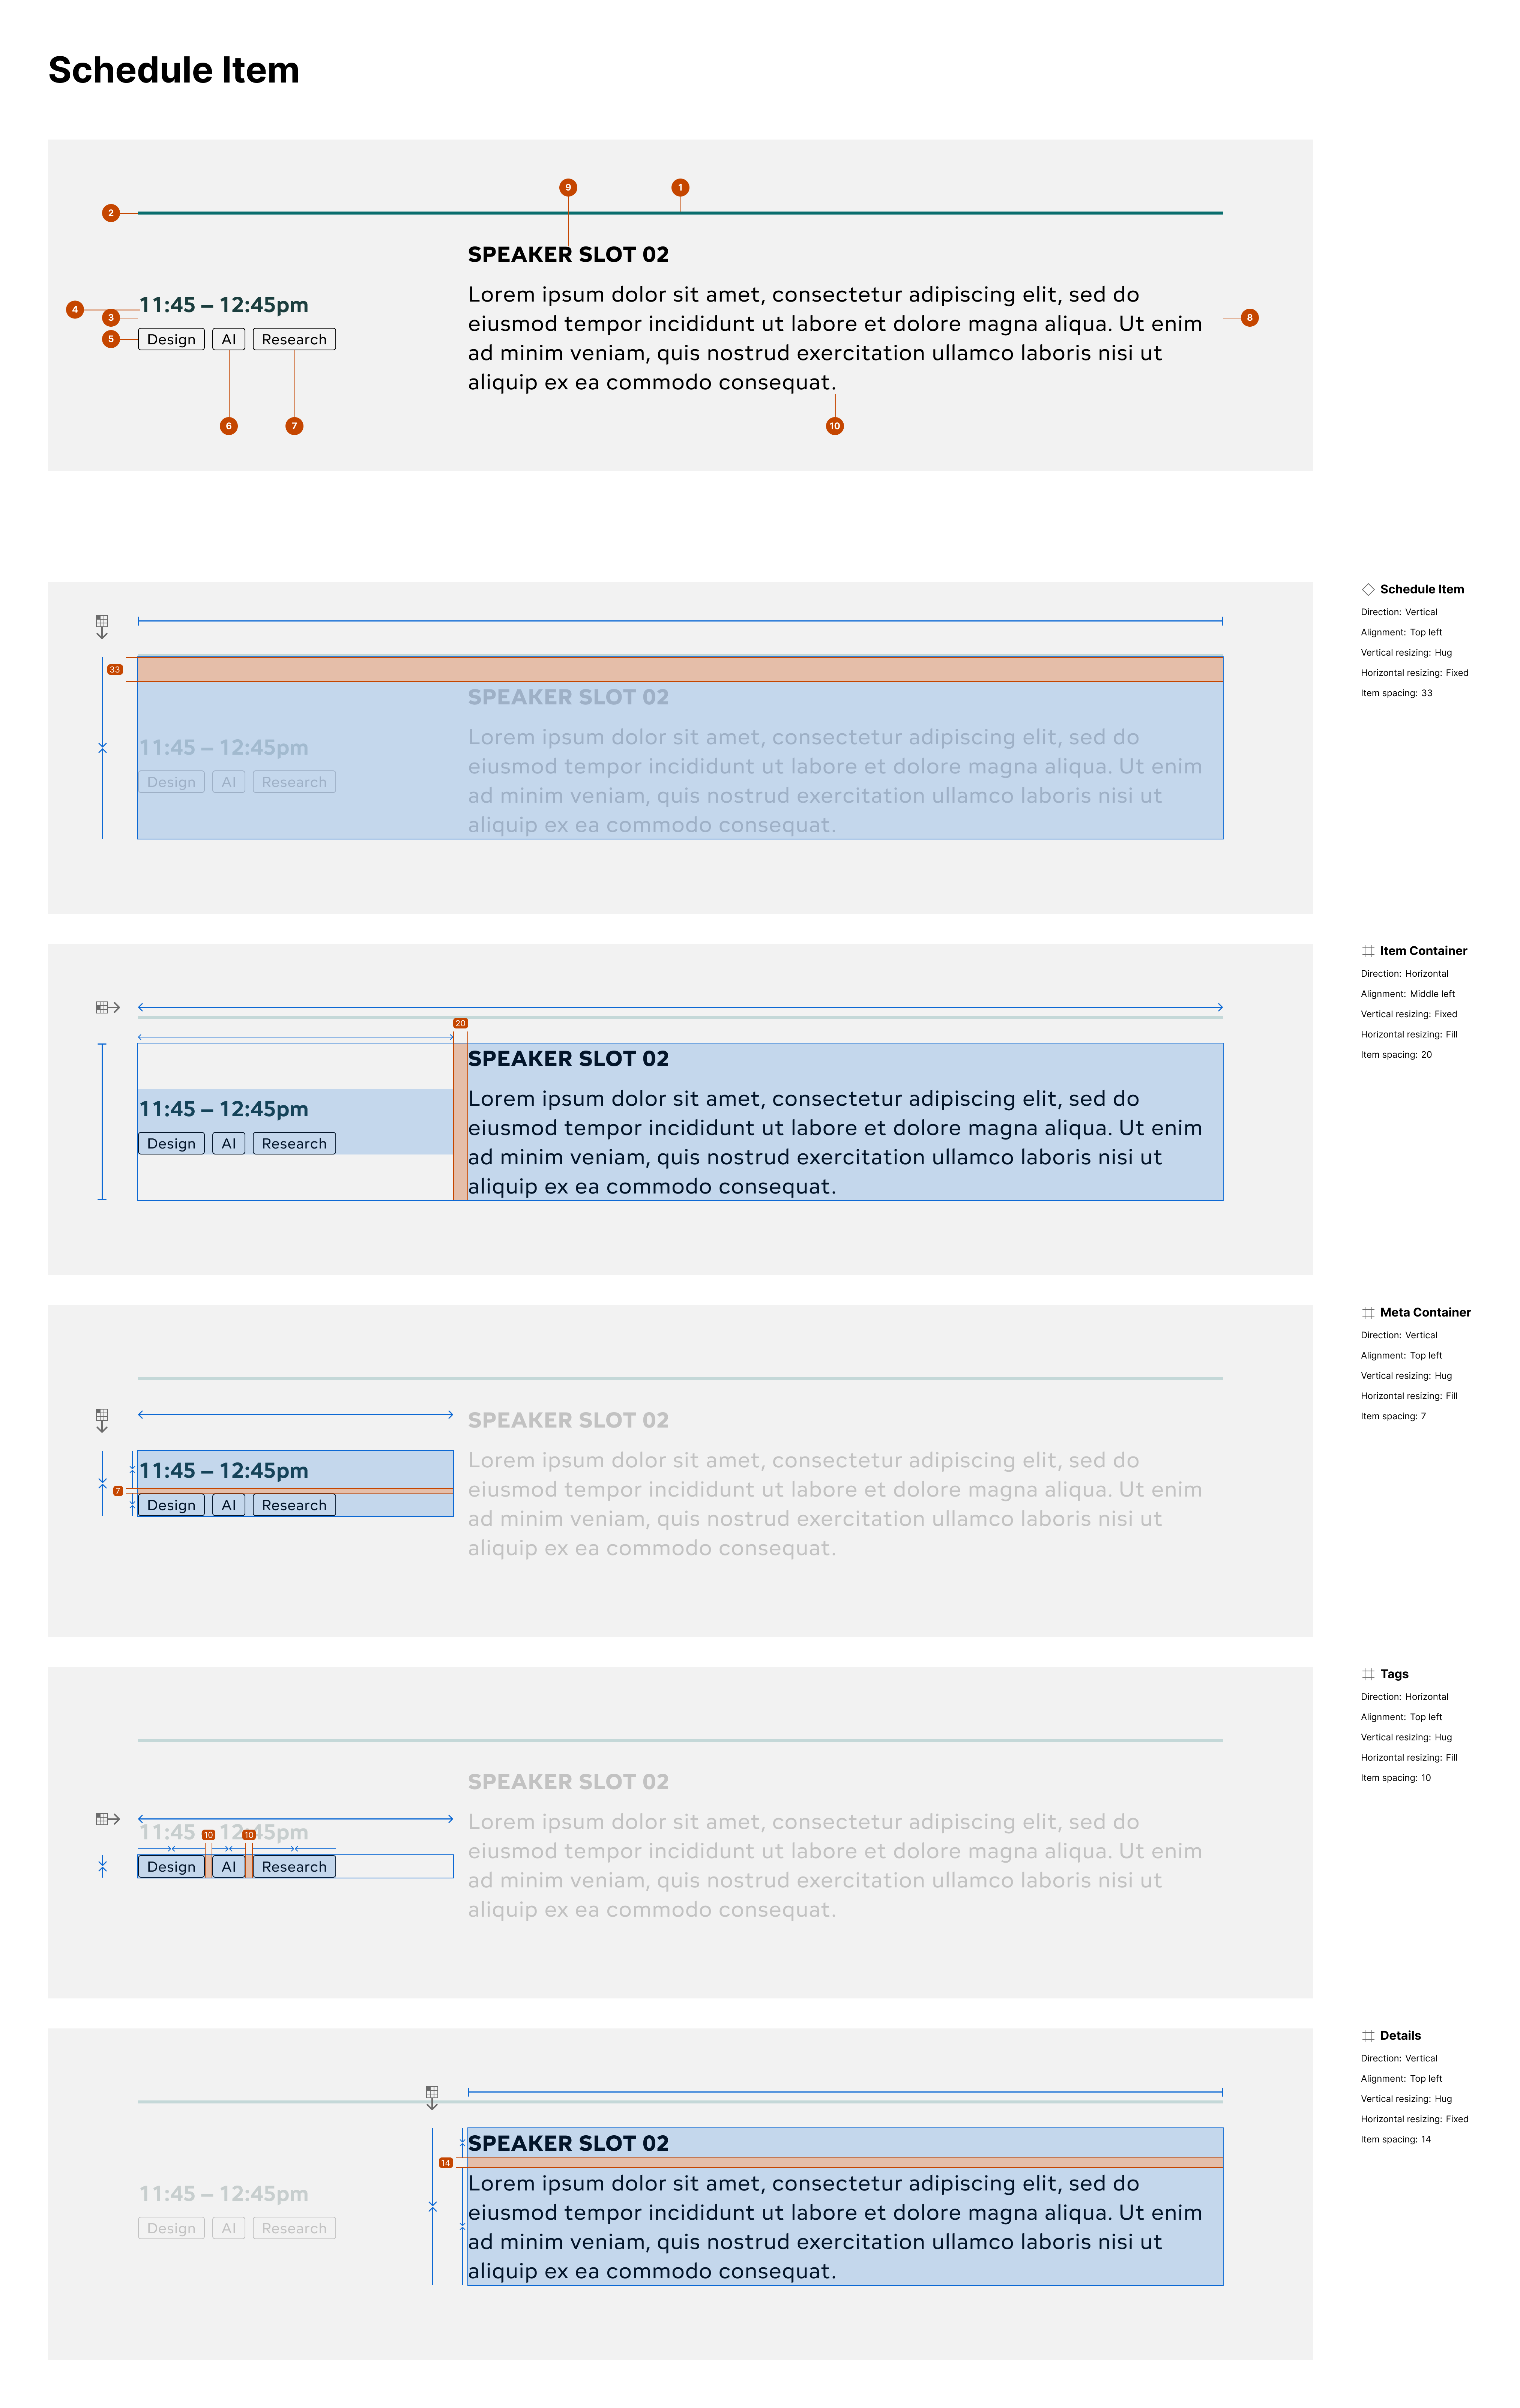 Schedule Item
9
1
2
SPEAKER SLOT 02
Lorem ipsum dolor sit amet, consectetur adipiscing elit, sed do
eiusmod tempor incididunt ut labore et dolore magna aliqua. Ut enim
ad minim veniam, quis nostrud exercitation ullamco laboris nisi ut
aliquip ex ea commodo consequat.
4
11:45 – 12:45pm
3
8
5
Design
AI
Research
6
7
10
Schedule Item
Direction: Vertical
Alignment: Top left
Vertical resizing: Hug
Horizontal resizing: Fixed
Item spacing: 33
33
SPEAKER SLOT 02
Lorem ipsum dolor sit amet, consectetur adipiscing elit, sed do
eiusmod tempor incididunt ut labore et dolore magna aliqua. Ut enim
ad minim veniam, quis nostrud exercitation ullamco laboris nisi ut
aliquip ex ea commodo consequat.
11:45 – 12:45pm
Design
AI
Research
Item Container
Direction: Horizontal
Alignment: Middle left
Vertical resizing: Fixed
Horizontal resizing: Fill
Item spacing: 20
20
SPEAKER SLOT 02
Lorem ipsum dolor sit amet, consectetur adipiscing elit, sed do
eiusmod tempor incididunt ut labore et dolore magna aliqua. Ut enim
ad minim veniam, quis nostrud exercitation ullamco laboris nisi ut
aliquip ex ea commodo consequat.
11:45 – 12:45pm
Design
AI
Research
Meta Container
Direction: Vertical
Alignment: Top left
Vertical resizing: Hug
Horizontal resizing: Fill
Item spacing: 7
SPEAKER SLOT 02
Lorem ipsum dolor sit amet, consectetur adipiscing elit, sed do
eiusmod tempor incididunt ut labore et dolore magna aliqua. Ut enim
ad minim veniam, quis nostrud exercitation ullamco laboris nisi ut
aliquip ex ea commodo consequat.
11:45 – 12:45pm
7
Design
AI
Research
Tags
Direction: Horizontal
Alignment: Top left
Vertical resizing: Hug
Horizontal resizing: Fill
Item spacing: 10
SPEAKER SLOT 02
Lorem ipsum dolor sit amet, consectetur adipiscing elit, sed do
eiusmod tempor incididunt ut labore et dolore magna aliqua. Ut enim
ad minim veniam, quis nostrud exercitation ullamco laboris nisi ut
aliquip ex ea commodo consequat.
11:45 – 12:45pm
10
10
Design
AI
Research
Details
Direction: Vertical
Alignment: Top left
Vertical resizing: Hug
Horizontal resizing: Fixed
Item spacing: 14
SPEAKER SLOT 02
14
Lorem ipsum dolor sit amet, consectetur adipiscing elit, sed do
eiusmod tempor incididunt ut labore et dolore magna aliqua. Ut enim
ad minim veniam, quis nostrud exercitation ullamco laboris nisi ut
aliquip ex ea commodo consequat.
11:45 – 12:45pm
Design
AI
Research